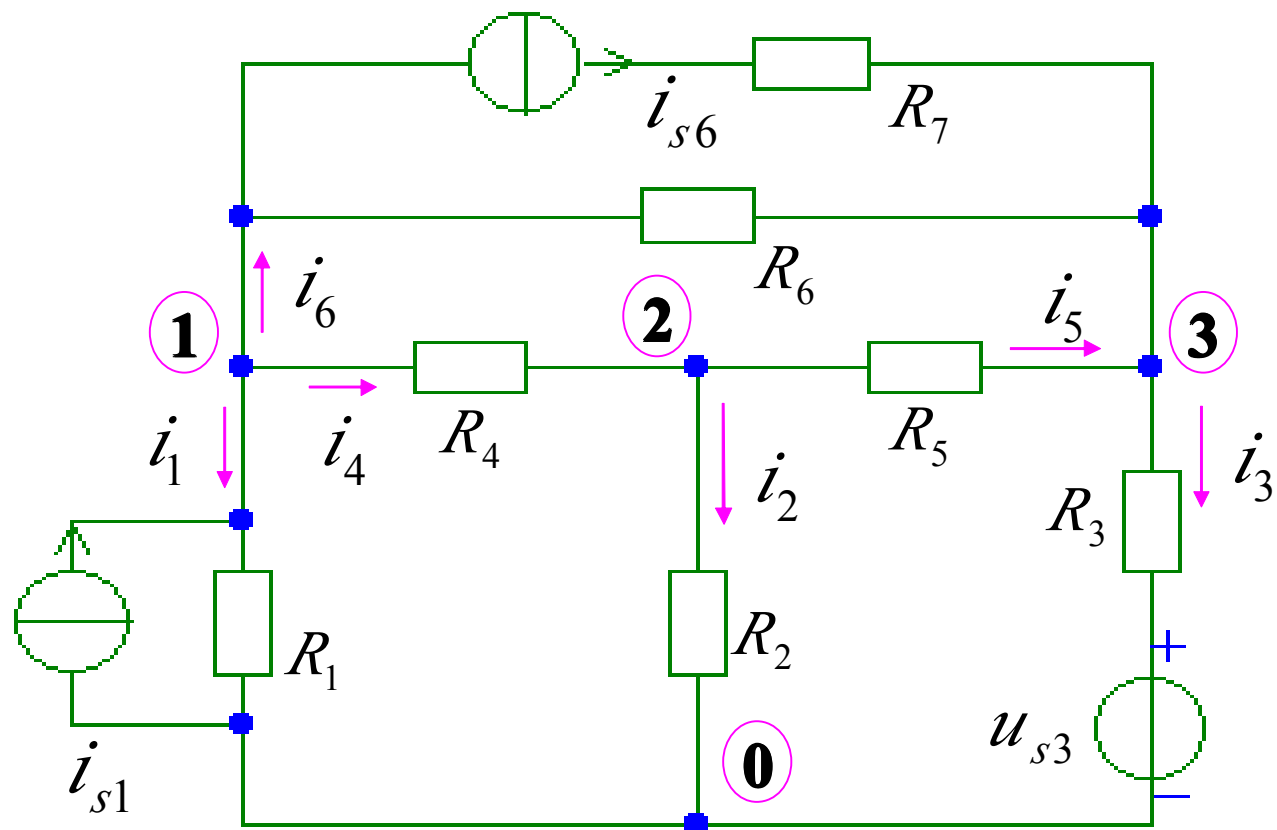 i_s6
R_7
R_6
i_6
1
2
i_5
3
i_1
i_4
R_4
R_5
i_2
i_3
R_3
R_1
R_2
+
u_s3
i_s1
0
−